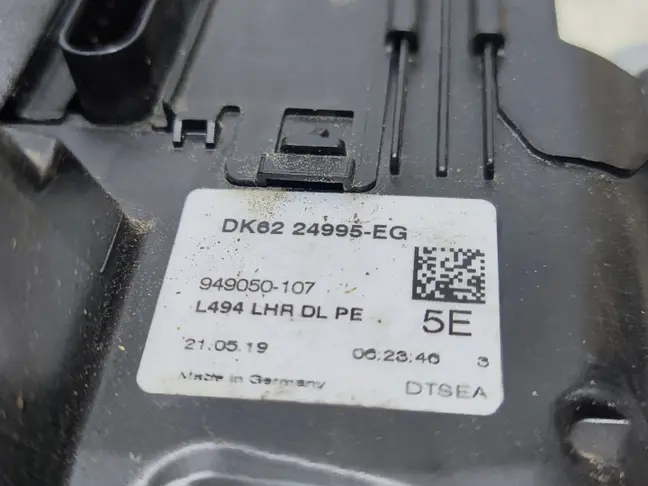 DK62 24995-EG
949050-107
L494 LHR DL PE
5E
21.05.19 06:23:46 3
Made in Germany
DTSEA